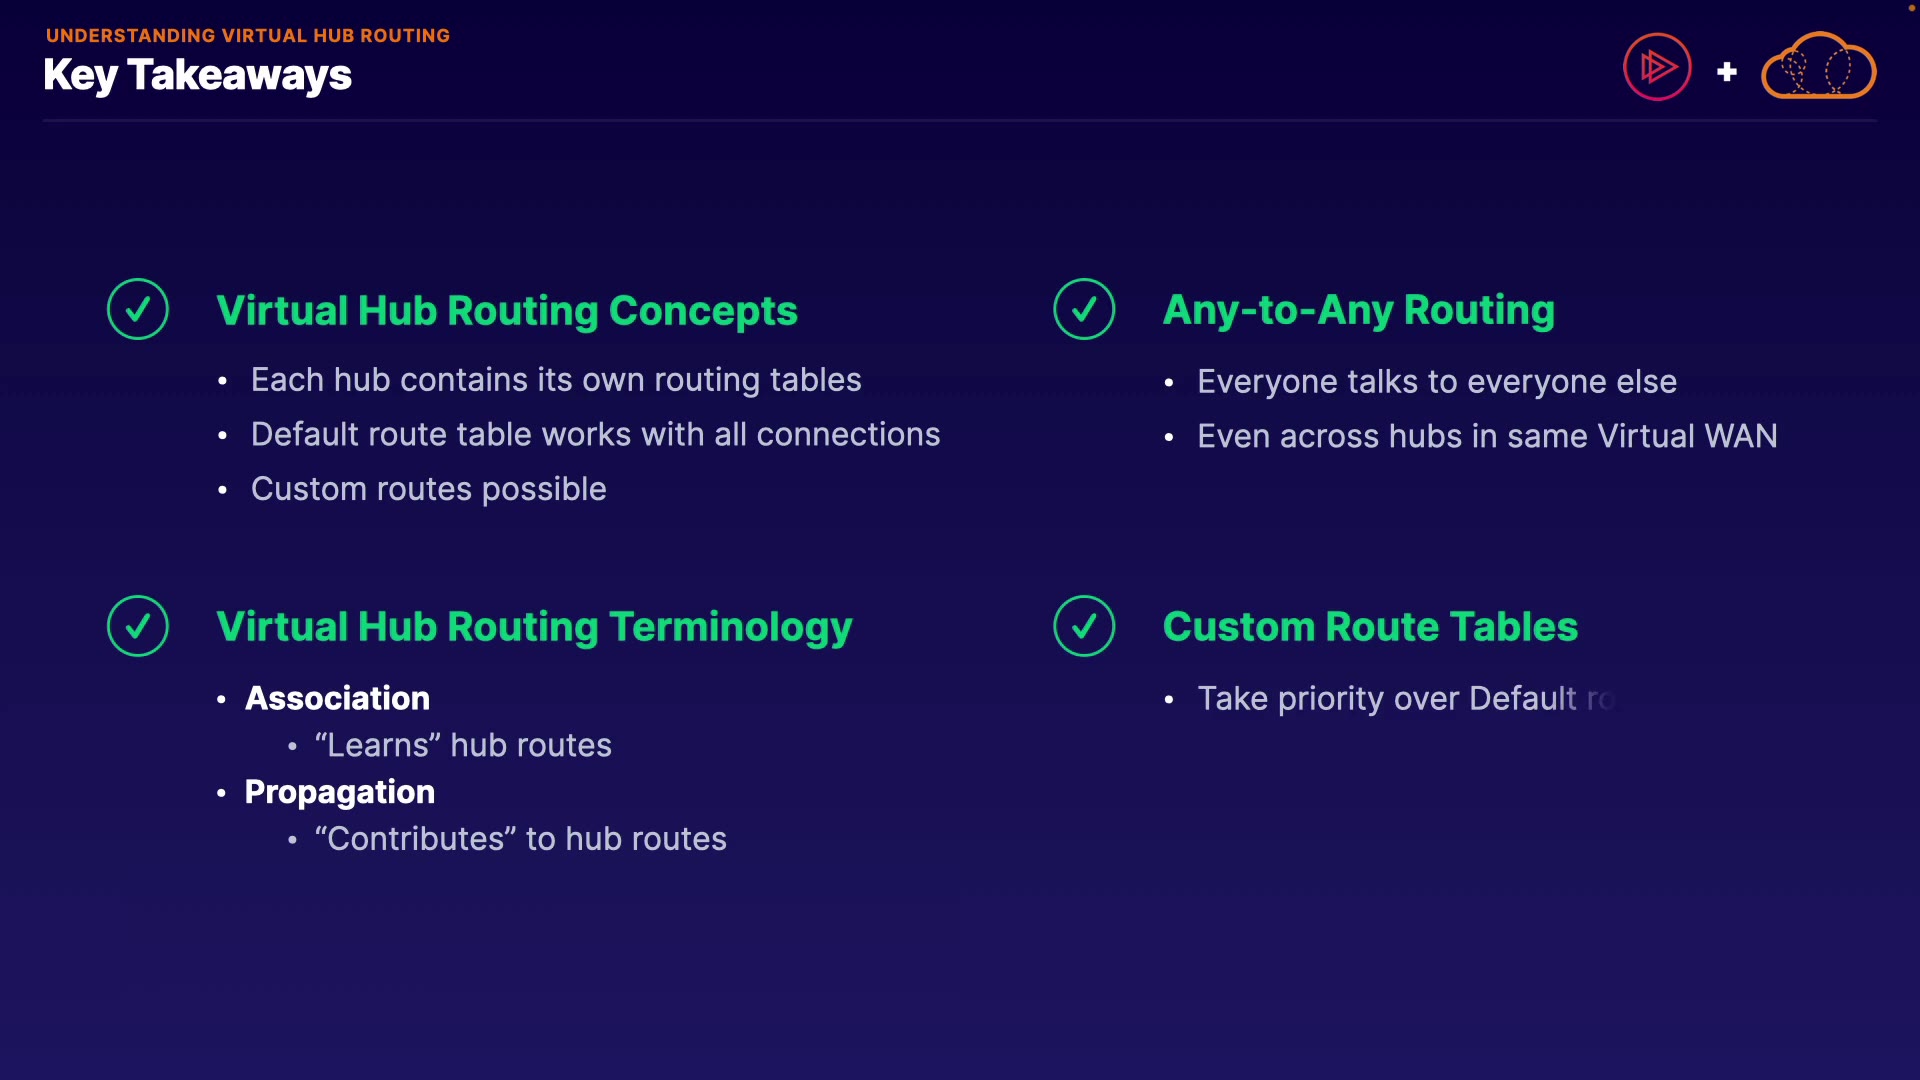 UNDERSTANDING VIRTUAL HUB ROUTING
Key Takeaways
Virtual Hub Routing Concepts
• Each hub contains its own routing tables
• Default route table works with all connections
• Custom routes possible
Any-to-Any Routing
• Everyone talks to everyone else
• Even across hubs in same Virtual WAN
Virtual Hub Routing Terminology
• Association
• “Learns” hub routes
• Propagation
• “Contributes” to hub routes
Custom Route Tables
• Take priority over Default